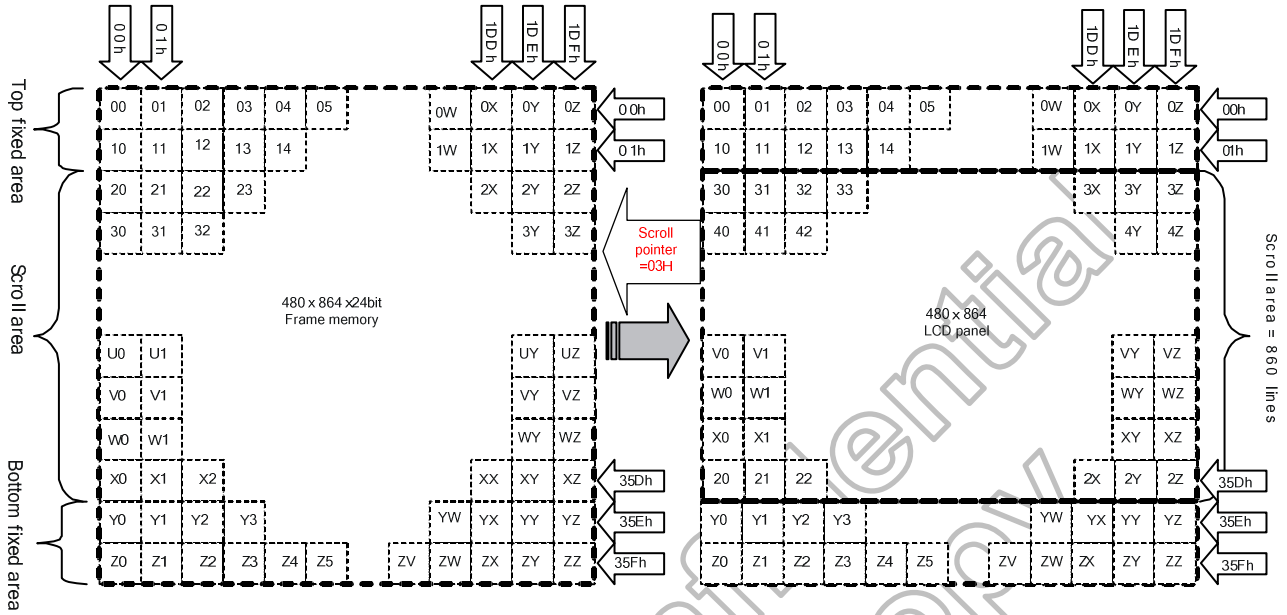 00h 01h 1DDh 1DEh 1DFh 00h 01h 1DDh 1DEh 1DFh
Top fixed area
00 01 02 03 04 05 0W 0X 0Y 0Z 00h 00 01 02 03 04 05 0W 0X 0Y 0Z 00h
10 11 12 13 14 1W 1X 1Y 1Z 01h 10 11 12 13 14 1W 1X 1Y 1Z 01h
20 21 22 23 2X 2Y 2Z 30 31 32 33 3X 3Y 3Z
30 31 32 3Y 3Z 40 41 42 4Y 4Z
Scroll
pointer
=03H
Scroll area
480 x 864 x24bit
Frame memory
480 x 864
LCD panel
Scroll area = 860 lines
U0 U1 UY UZ V0 V1 VY VZ
V0 V1 VY VZ W0 W1 WY WZ
W0 W1 WY WZ X0 X1 XY XZ
X0 X1 X2 XX XY XZ 35Dh 20 21 22 2X 2Y 2Z 35Dh
Bottom fixed area
Y0 Y1 Y2 Y3 YW YX YY YZ 35Eh Y0 Y1 Y2 Y3 YW YX YY YZ 35Eh
Z0 Z1 Z2 Z3 Z4 Z5 ZV ZW ZX ZY ZZ 35Fh Z0 Z1 Z2 Z3 Z4 Z5 ZV ZW ZX ZY ZZ 35Fh